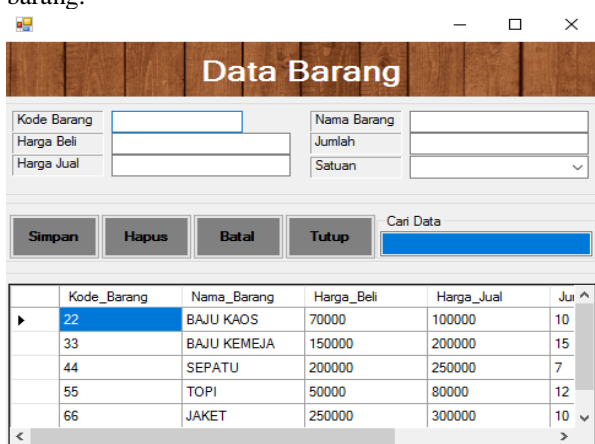 Data Barang
Kode Barang Nama Barang
Harga Beli Jumlah
Harga Jual Satuan
Cari Data
Simpan Hapus Batal Tutup
Kode_Barang Nama_Barang Harga_Beli Harga_Jual
22 BAJU KAOS 70000 100000 10
33 BAJU KEMEJA 150000 200000 15
44 SEPATU 200000 250000 7
55 TOPI 50000 80000 12
66 JAKET 250000 300000 10